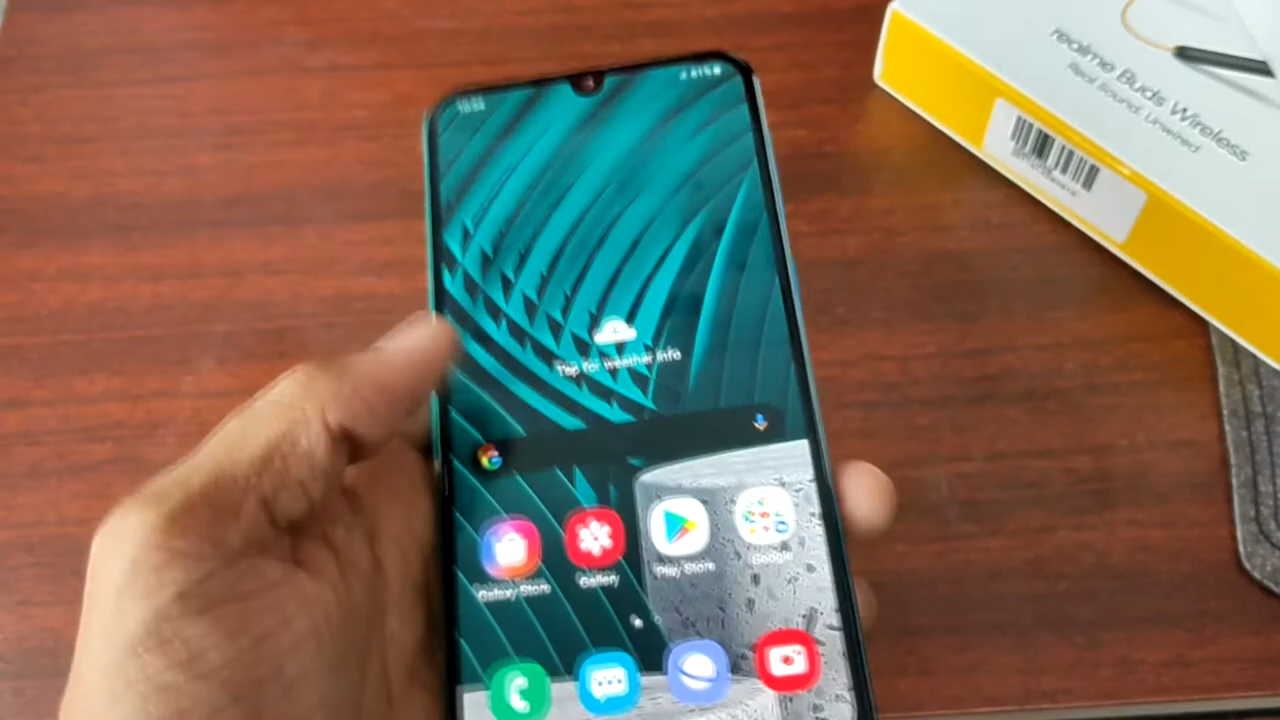 realme Buds Wireless
Real Sound. Unwired
Tap for weather info
Galaxy Store
Gallery
Play Store
Google